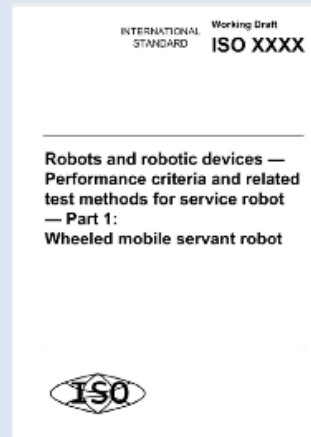 INTERNATIONAL
STANDARD
Working Draft
ISO XXXX
Robots and robotic devices —
Performance criteria and related
test methods for service robot
— Part 1:
Wheeled mobile servant robot
ISO